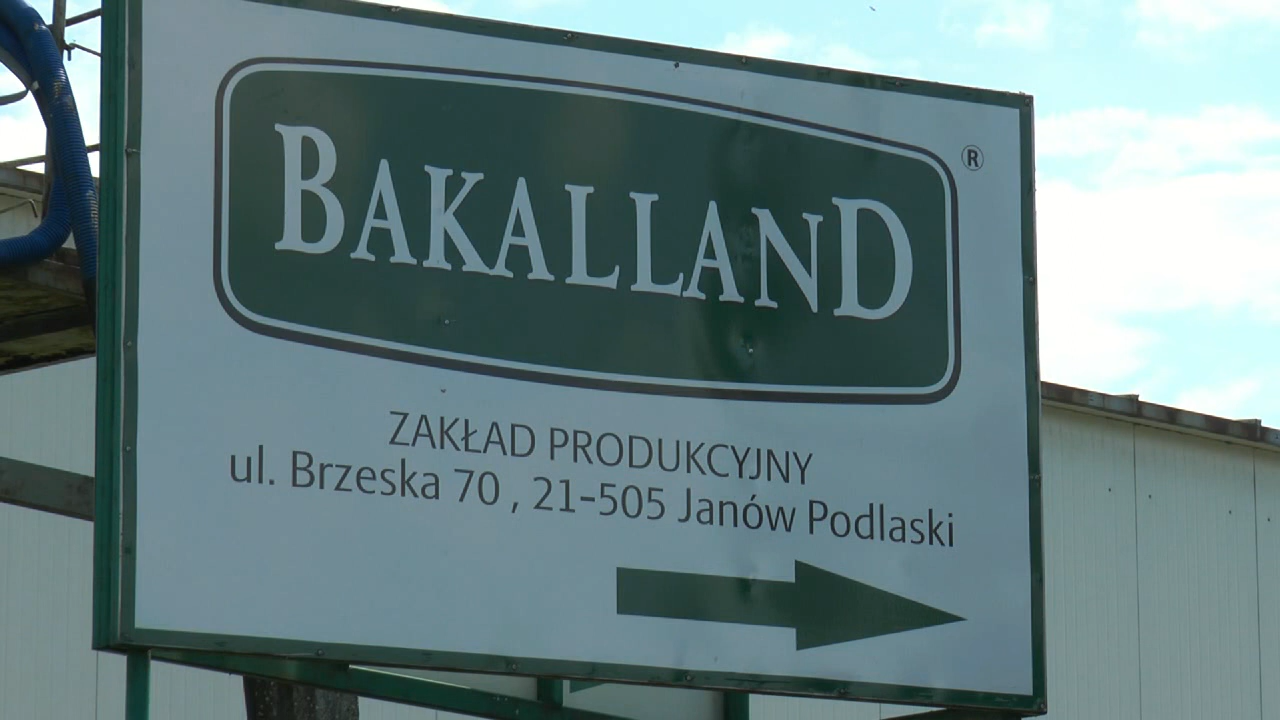 BAKALLAND ®
ZAKŁAD PRODUKCYJNY
ul. Brzeska 70 , 21-505 Janów Podlaski